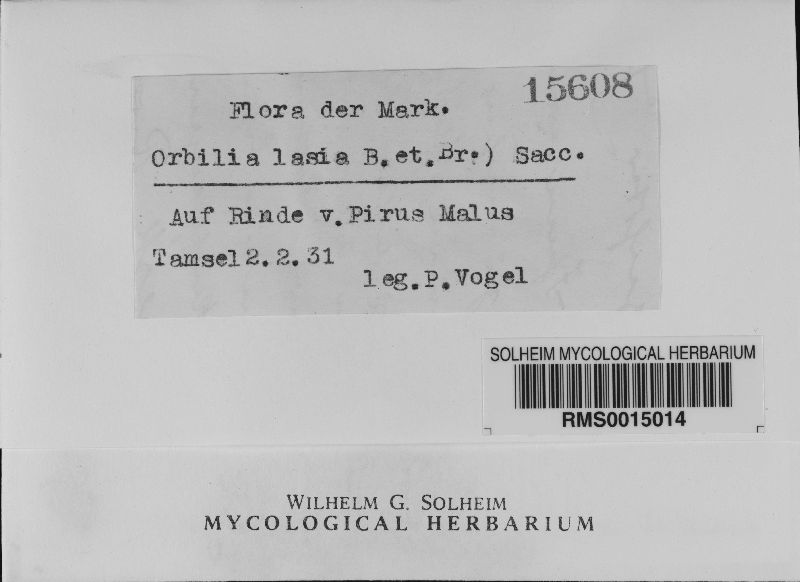 15608
Flora der Mark.
Orbilia lasia B.et.Br.) Sacc.
Auf Rinde v.Pirus Malus
Tamsel 2.2.31
leg.P.Vogel
SOLHEIM MYCOLOGICAL HERBARIUM
RMS0015014
WILHELM G. SOLHEIM
MYCOLOGICAL HERBARIUM